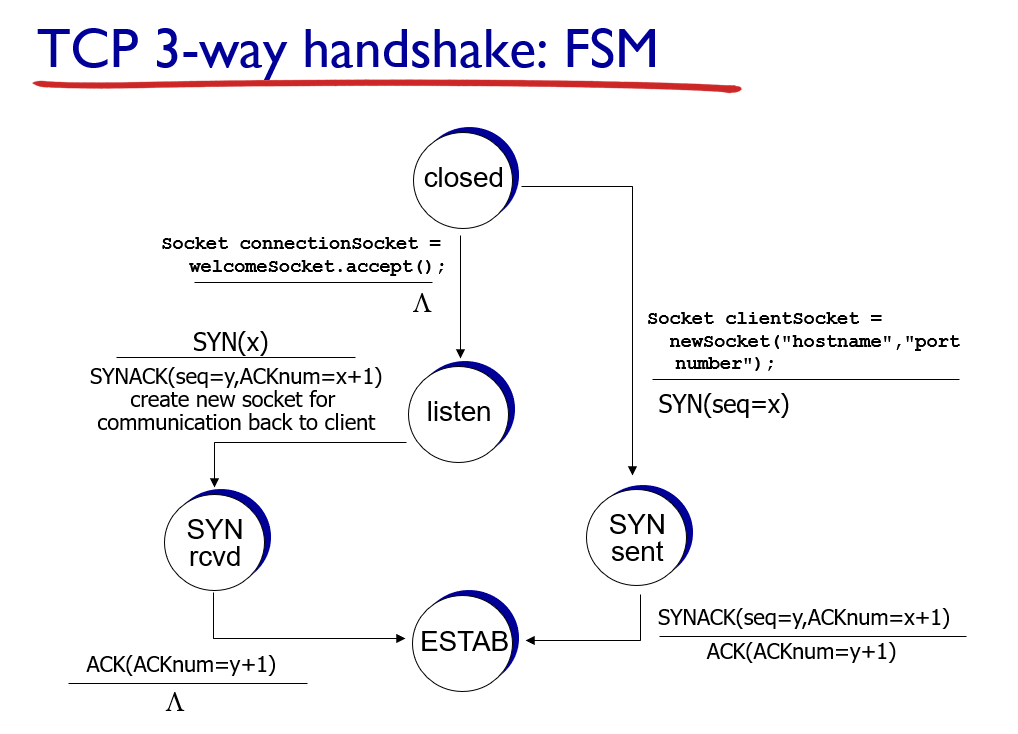 TCP 3-way handshake: FSM
closed
Socket connectionSocket =
welcomeSocket.accept();
Λ
Socket clientSocket =
newSocket("hostname","port
number");
SYN(seq=x)
SYN(x)
SYNACK(seq=y,ACKnum=x+1)
create new socket for
communication back to client
listen
SYN
rcvd
SYN
sent
ESTAB
SYNACK(seq=y,ACKnum=x+1)
ACK(ACKnum=y+1)
ACK(ACKnum=y+1)
Λ